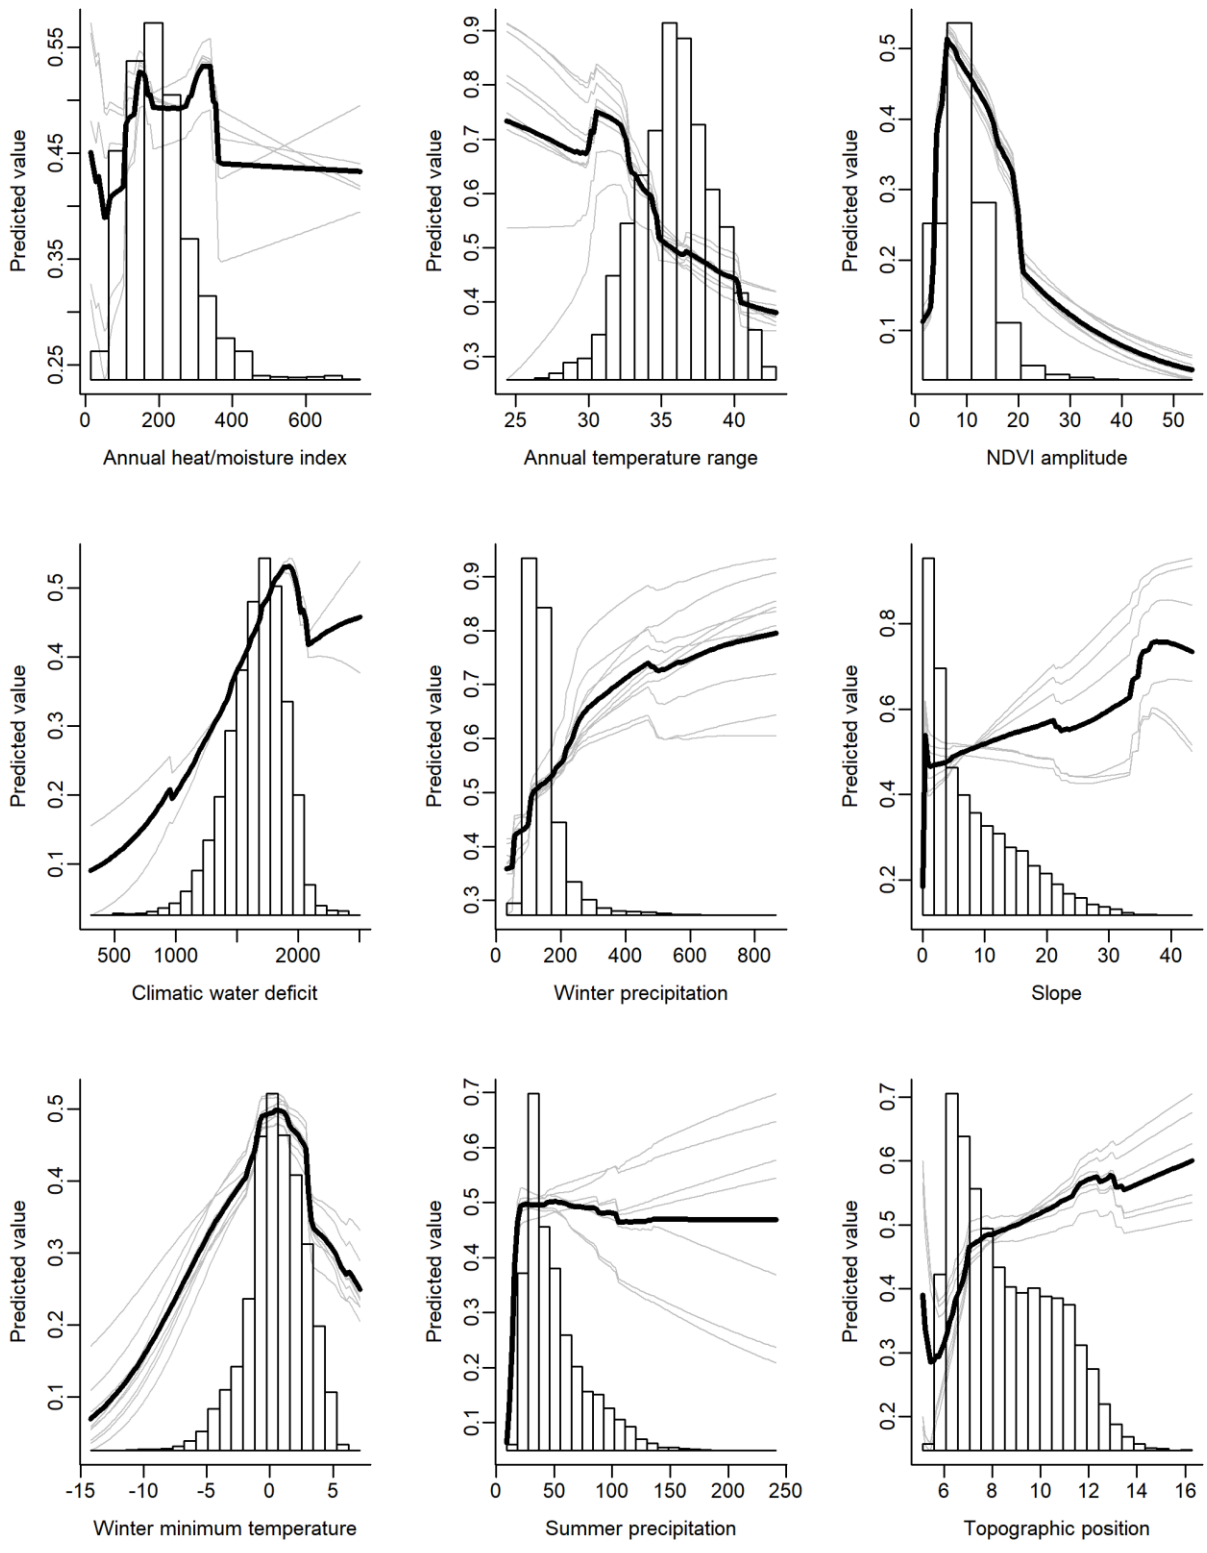 0.25 0.35 0.45 0.55
Predicted value
0 200 400 600
Annual heat/moisture index
0.3 0.4 0.5 0.6 0.7 0.8 0.9
Predicted value
25 30 35 40
Annual temperature range
0.1 0.2 0.3 0.4 0.5
Predicted value
0 10 20 30 40 50
NDVI amplitude
0.1 0.2 0.3 0.4 0.5
Predicted value
500 1000 2000
Climatic water deficit
0.3 0.4 0.5 0.6 0.7 0.8 0.9
Predicted value
0 200 400 600 800
Winter precipitation
0.2 0.4 0.6 0.8
Predicted value
0 10 20 30 40
Slope
0.1 0.2 0.3 0.4 0.5
Predicted value
-15 -10 -5 0 5
Winter minimum temperature
0.1 0.2 0.3 0.4 0.5 0.6 0.7
Predicted value
0 50 100 150 200 250
Summer precipitation
0.2 0.3 0.4 0.5 0.6 0.7
Predicted value
6 8 10 12 14 16
Topographic position